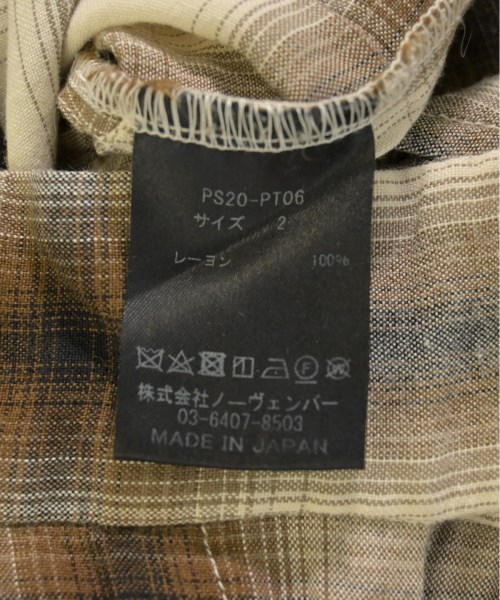 PS20-PT06
サイズ 2
レーヨン 100%
F W
株式会社ノーヴェンバー
03-6407-8503
MADE IN JAPAN